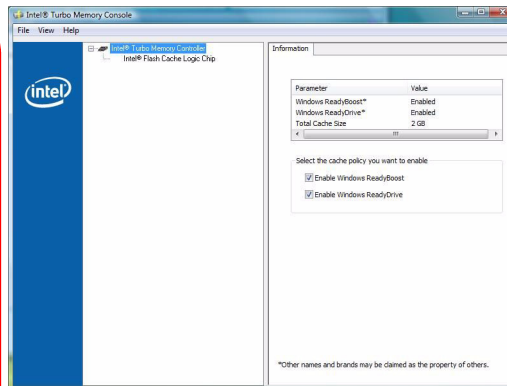 Intel® Turbo Memory Console
File View Help
Intel® Turbo Memory Controller
Intel® Flash Cache Logic Chip
intel
Information
Parameter Value
Windows ReadyBoost* Enabled
Windows ReadyDrive* Enabled
Total Cache Size 2 GB
Select the cache policy you want to enable
Enable Windows ReadyBoost
Enable Windows ReadyDrive
*Other names and brands may be claimed as the property of others.